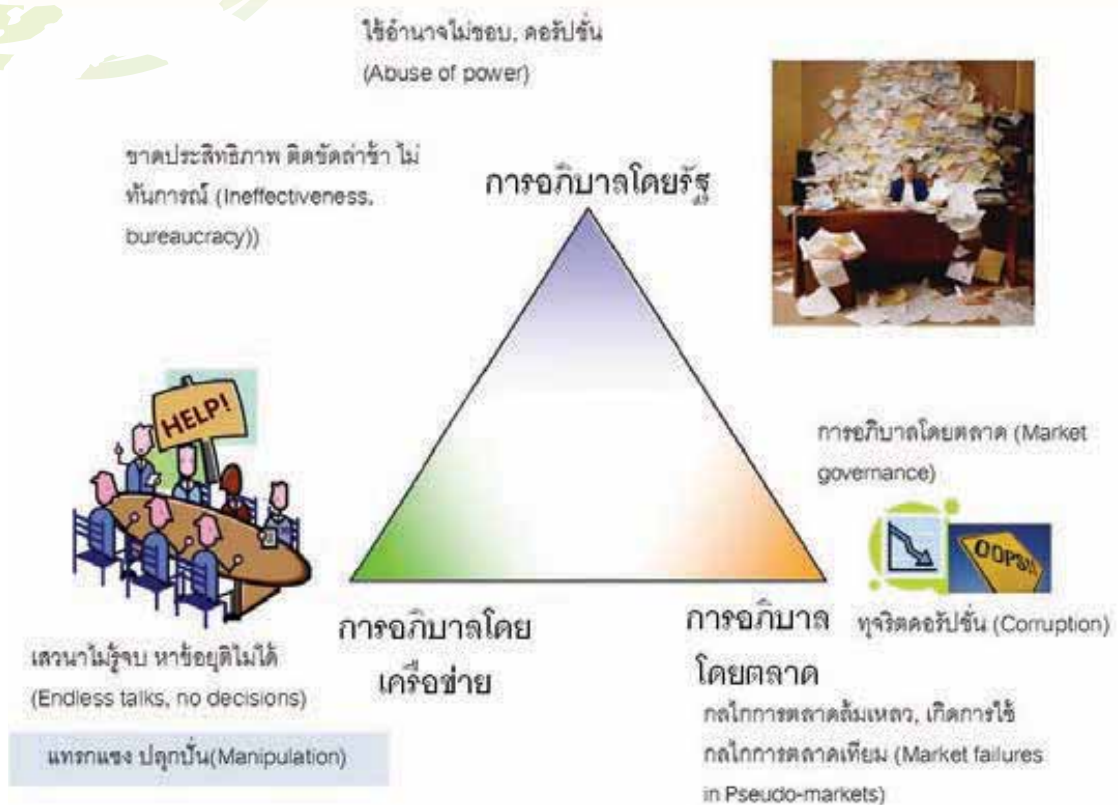 ใช้อำนาจไม่ชอบ, คอรัปชั่น
(Abuse of power)
ขาดประสิทธิภาพ ติดขัดล่าช้า ไม่
ทันการณ์ (Ineffectiveness,
bureaucracy))
การอภิบาลโดยรัฐ
HELP!
การอภิบาลโดยตลาด (Market
governance)
OOPS!!
การอภิบาลโดย
เครือข่าย
การอภิบาล
โดยตลาด
ทุจริตคอรัปชั่น (Corruption)
เสวนาไม่รู้จบ หาข้อยุติไม่ได้
(Endless talks, no decisions)
แทรกแซง ปลุกปั่น(Manipulation)
กลไกการตลาดล้มเหลว, เกิดการใช้
กลไกการตลาดเทียม (Market failures
in Pseudo-markets)